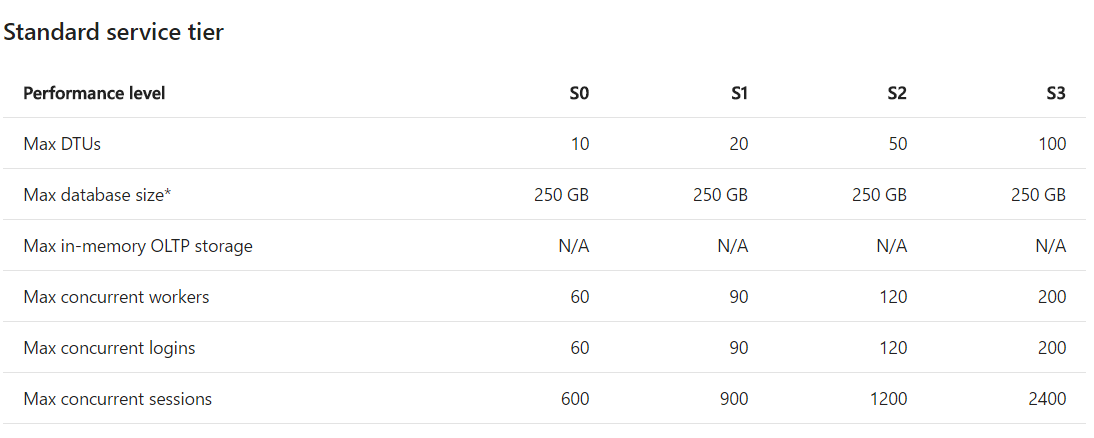 Standard service tier
Performance level S0 S1 S2 S3
Max DTUs 10 20 50 100
Max database size* 250 GB 250 GB 250 GB 250 GB
Max in-memory OLTP storage N/A N/A N/A N/A
Max concurrent workers 60 90 120 200
Max concurrent logins 60 90 120 200
Max concurrent sessions 600 900 1200 2400